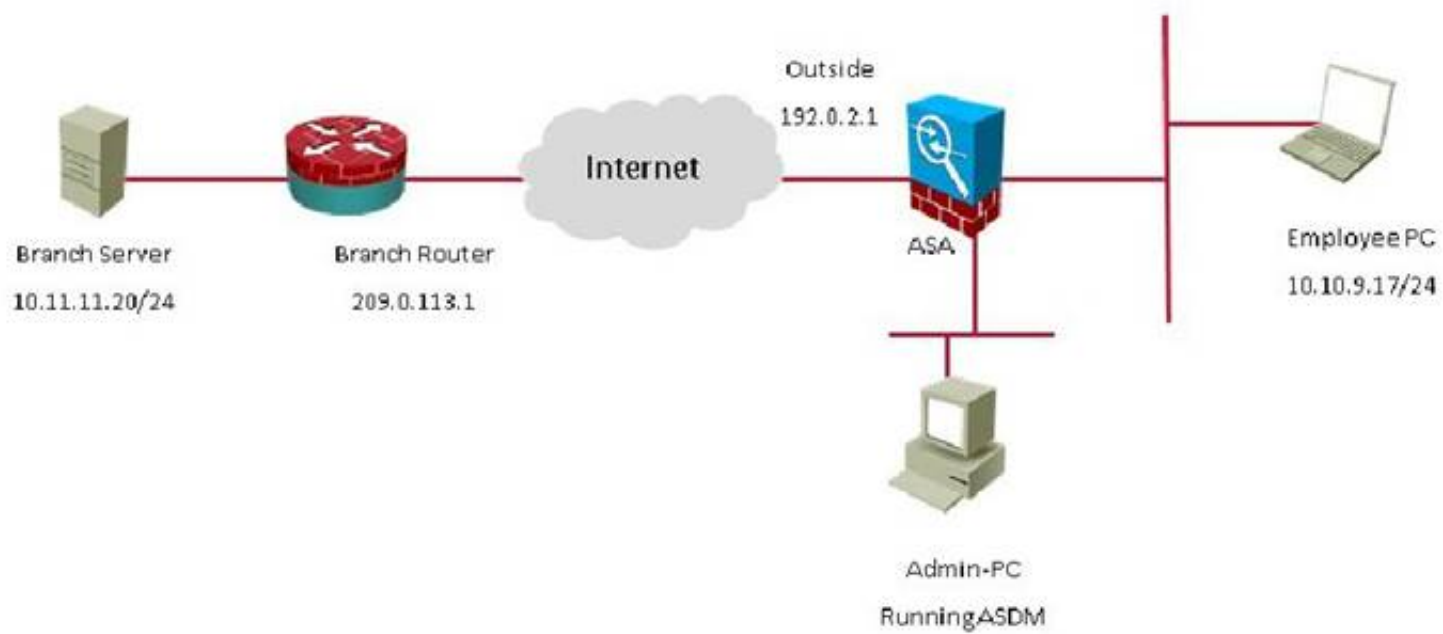 Outside
192.0.2.1
Internet
Branch Server
10.11.11.20/24
Branch Router
209.0.113.1
ASA
Employee PC
10.10.9.17/24
Admin-PC
RunningASDM